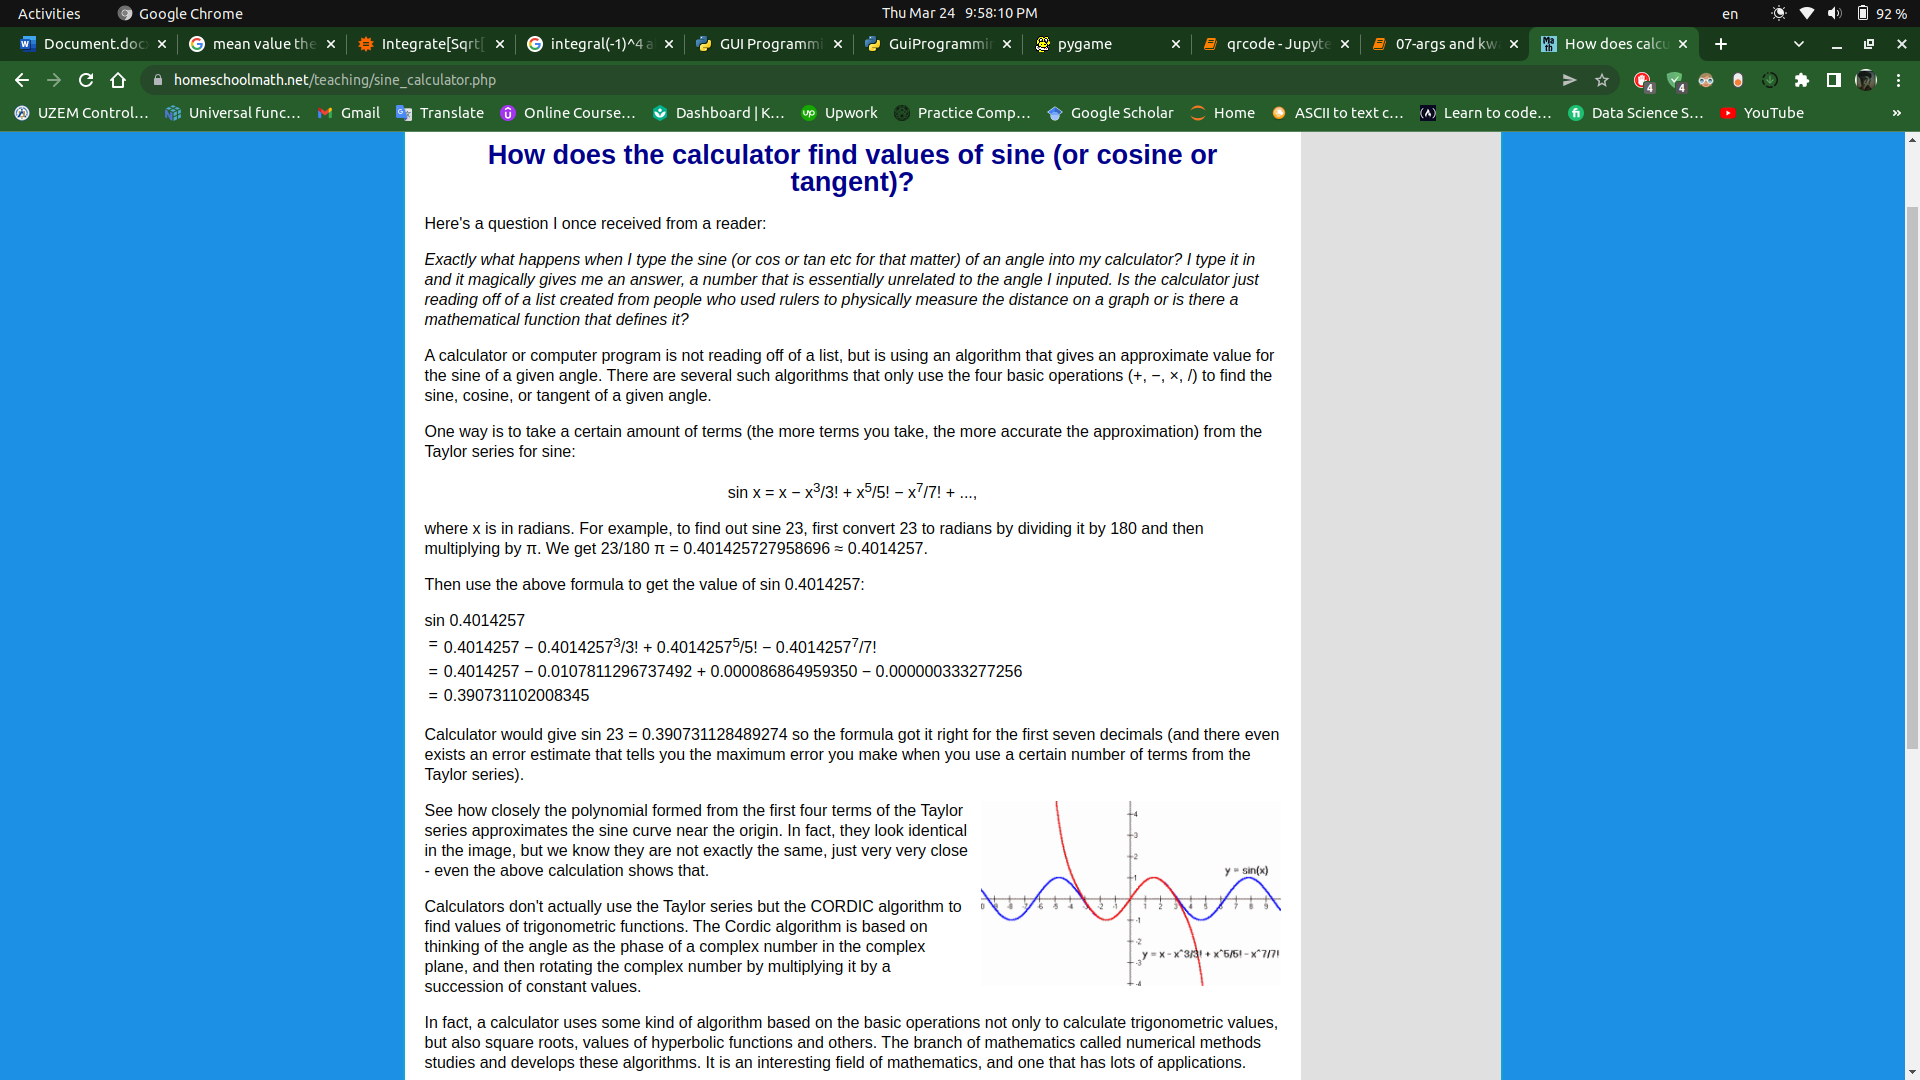 Activities Google Chrome Thu Mar 24 9:58:10 PM en 92 %
Document.doc mean value the Integrate[Sqrt[ integral(-1)^4 a GUI Programmi GuiProgrammin pygame qrcode - Jupyte 07-args and kw How does calcu
homeschoolmath.net/teaching/sine_calculator.php 4 4
UZEM Control... Universal func... Gmail Translate Online Course... Dashboard | K... Upwork Practice Comp... Google Scholar Home ASCII to text c... Learn to code... Data Science S... YouTube »
How does the calculator find values of sine (or cosine or
tangent)?
Here's a question I once received from a reader:
Exactly what happens when I type the sine (or cos or tan etc for that matter) of an angle into my calculator? I type it in
and it magically gives me an answer, a number that is essentially unrelated to the angle I inputed. Is the calculator just
reading off of a list created from people who used rulers to physically measure the distance on a graph or is there a
mathematical function that defines it?
A calculator or computer program is not reading off of a list, but is using an algorithm that gives an approximate value for
the sine of a given angle. There are several such algorithms that only use the four basic operations (+, −, ×, /) to find the
sine, cosine, or tangent of a given angle.
One way is to take a certain amount of terms (the more terms you take, the more accurate the approximation) from the
Taylor series for sine:
sin x = x − x³/3! + x⁵/5! − x⁷/7! + ...,
where x is in radians. For example, to find out sine 23, first convert 23 to radians by dividing it by 180 and then
multiplying by π. We get 23/180 π = 0.401425727958696 ≈ 0.4014257.
Then use the above formula to get the value of sin 0.4014257:
sin 0.4014257
= 0.4014257 − 0.4014257³/3! + 0.4014257⁵/5! − 0.4014257⁷/7!
= 0.4014257 − 0.0107811296737492 + 0.000086864959350 − 0.000000333277256
= 0.390731102008345
Calculator would give sin 23 = 0.390731128489274 so the formula got it right for the first seven decimals (and there even
exists an error estimate that tells you the maximum error you make when you use a certain number of terms from the
Taylor series).
See how closely the polynomial formed from the first four terms of the Taylor
series approximates the sine curve near the origin. In fact, they look identical
in the image, but we know they are not exactly the same, just very very close
- even the above calculation shows that.
Calculators don't actually use the Taylor series but the CORDIC algorithm to
find values of trigonometric functions. The Cordic algorithm is based on
thinking of the angle as the phase of a complex number in the complex
plane, and then rotating the complex number by multiplying it by a
succession of constant values.
4
3
2
1
y = sin(x)
-1
-2
y = x - x^3/3! + x^5/5! - x^7/7!
-3
-4
In fact, a calculator uses some kind of algorithm based on the basic operations not only to calculate trigonometric values,
but also square roots, values of hyperbolic functions and others. The branch of mathematics called numerical methods
studies and develops these algorithms. It is an interesting field of mathematics, and one that has lots of applications.